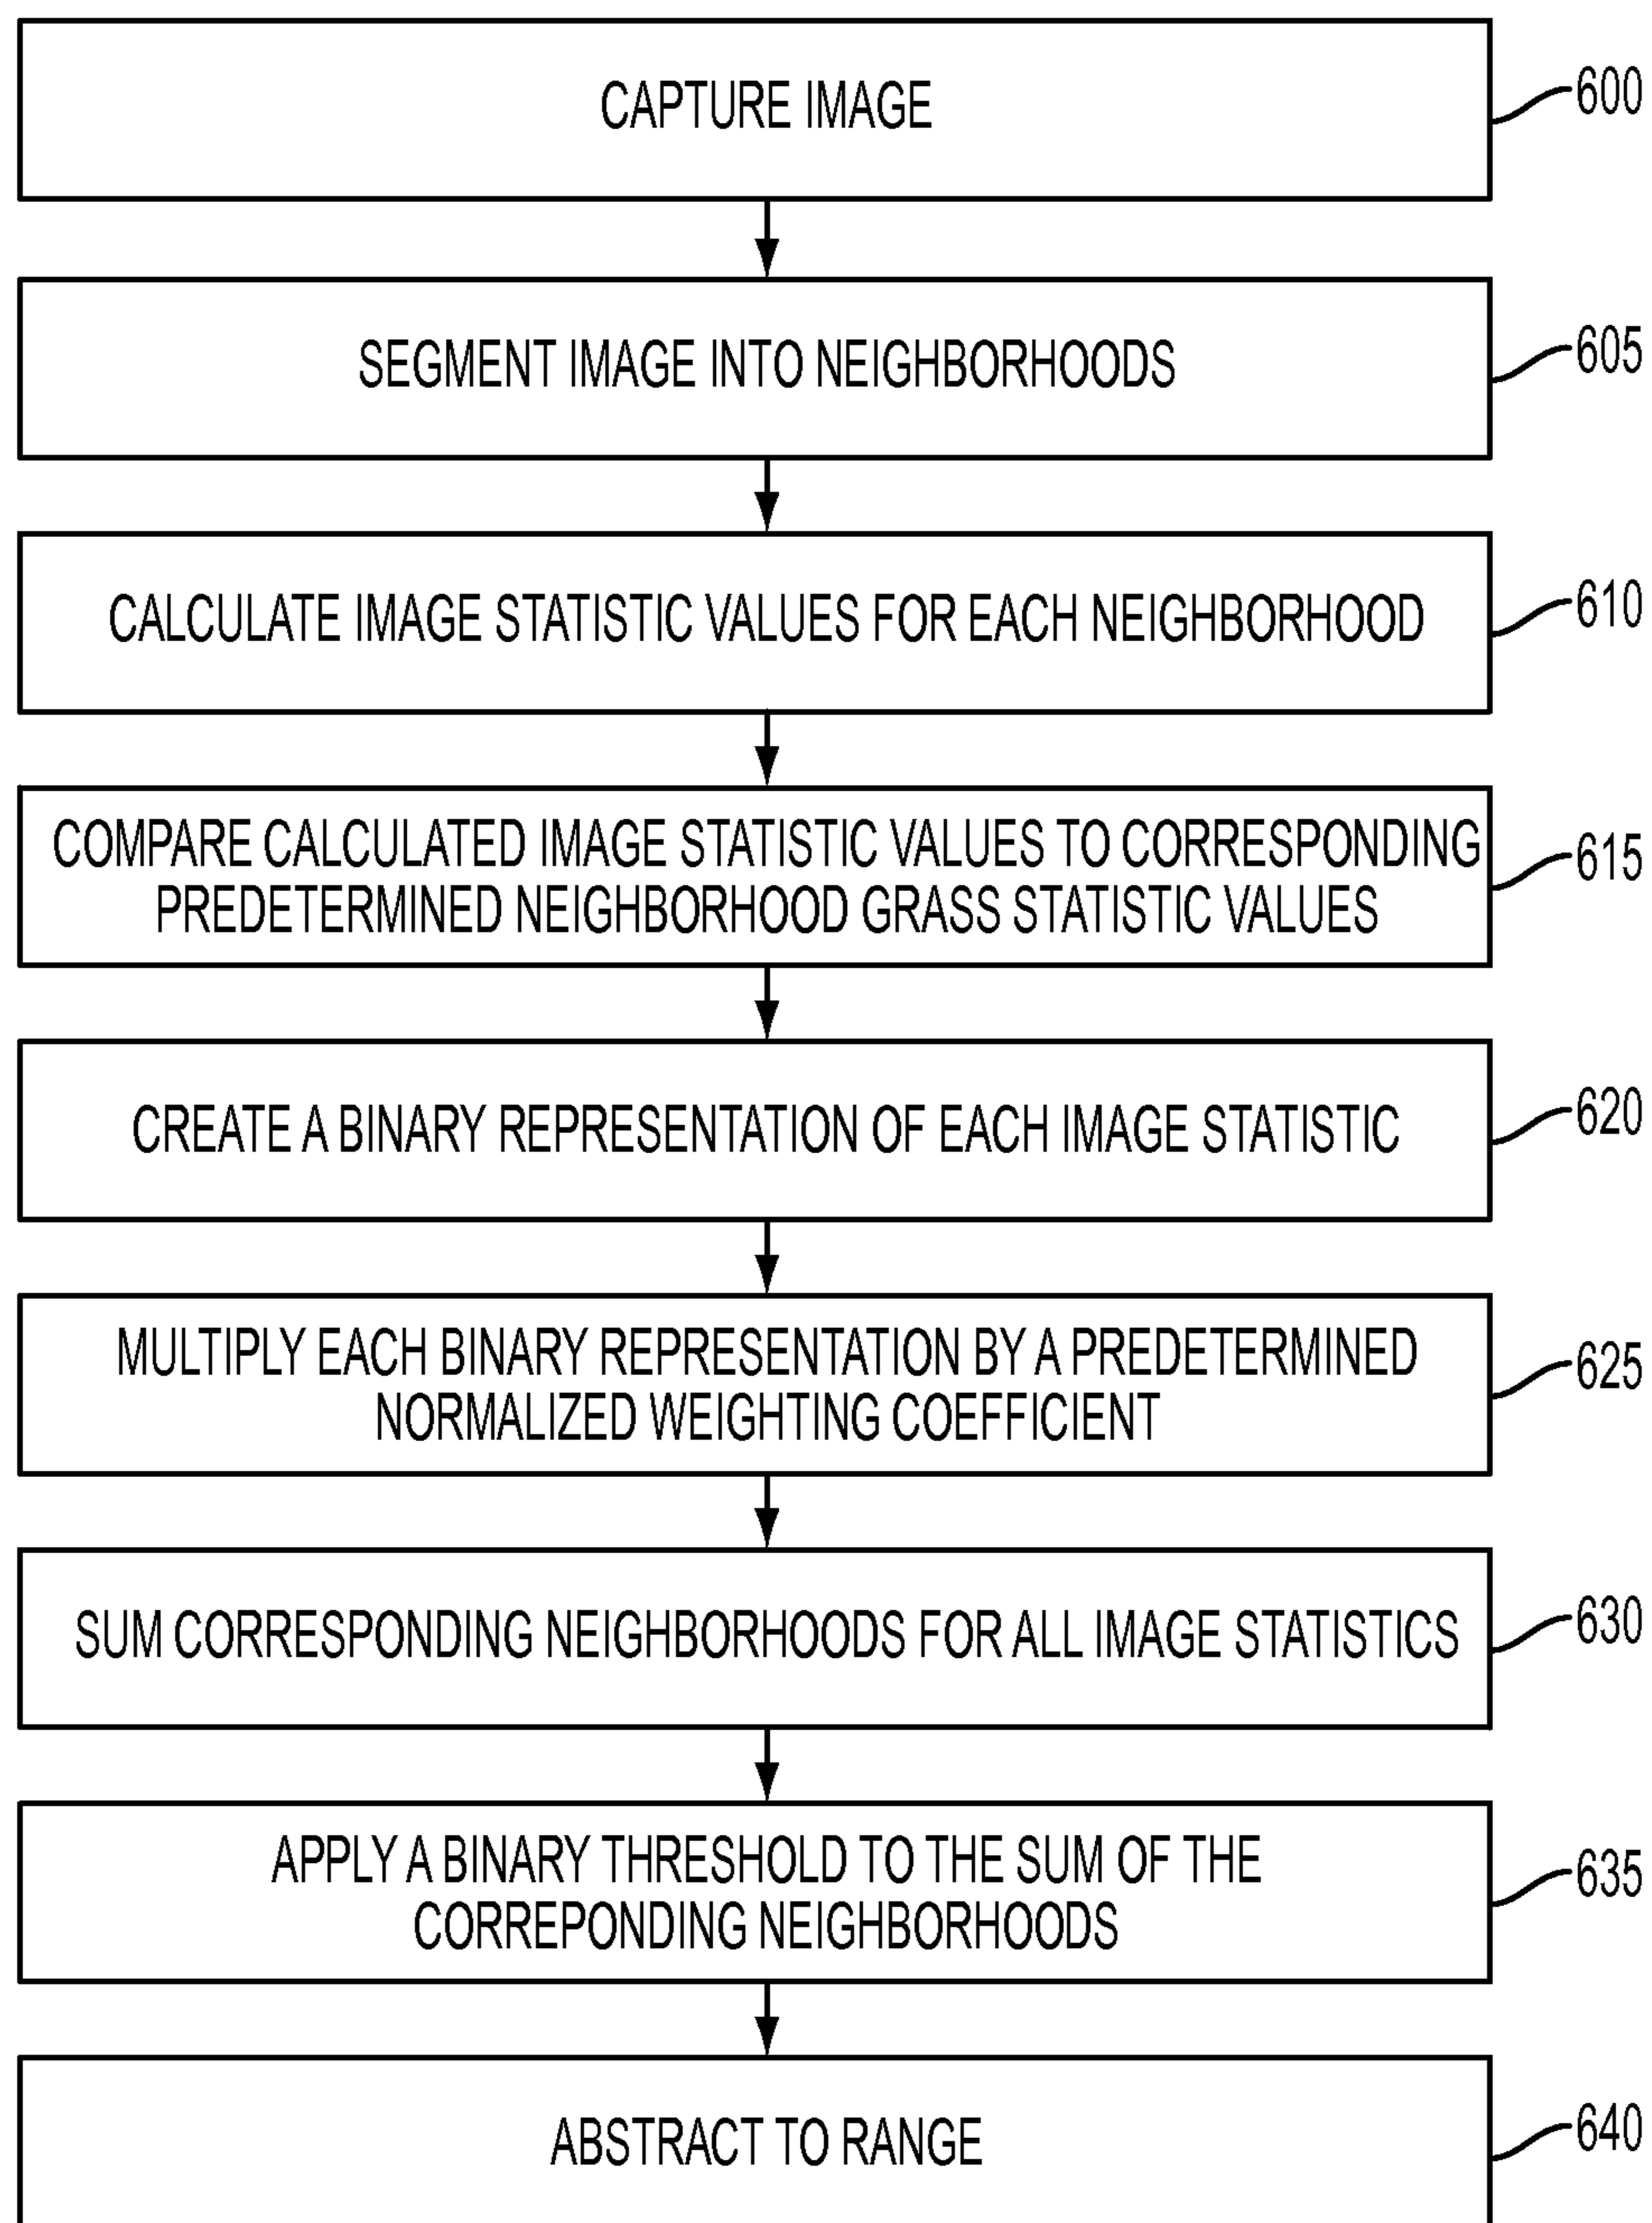 CAPTURE IMAGE
600
SEGMENT IMAGE INTO NEIGHBORHOODS
605
CALCULATE IMAGE STATISTIC VALUES FOR EACH NEIGHBORHOOD
610
COMPARE CALCULATED IMAGE STATISTIC VALUES TO CORRESPONDING
PREDETERMINED NEIGHBORHOOD GRASS STATISTIC VALUES
615
CREATE A BINARY REPRESENTATION OF EACH IMAGE STATISTIC
620
MULTIPLY EACH BINARY REPRESENTATION BY A PREDETERMINED
NORMALIZED WEIGHTING COEFFICIENT
625
SUM CORRESPONDING NEIGHBORHOODS FOR ALL IMAGE STATISTICS
630
APPLY A BINARY THRESHOLD TO THE SUM OF THE
CORREPONDING NEIGHBORHOODS
635
ABSTRACT TO RANGE
640